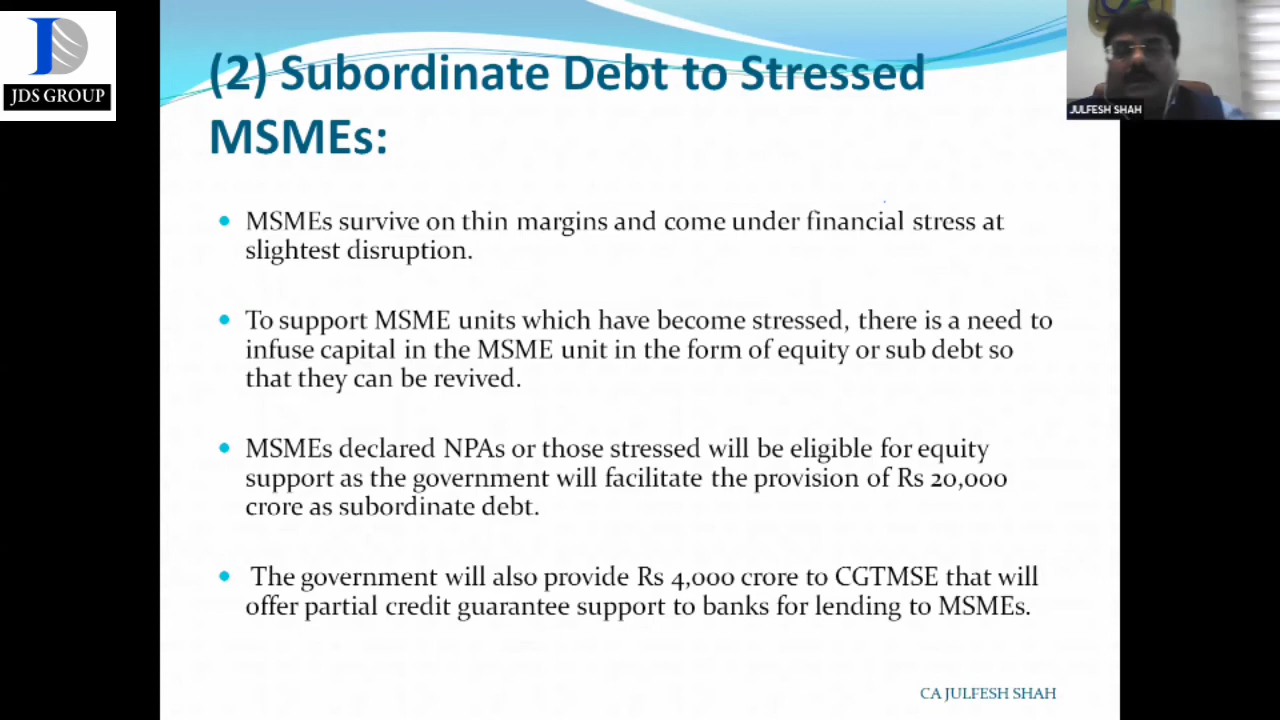 JDS GROUP
(2) Subordinate Debt to Stressed
MSMEs:
JULFESH SHAH
• MSMEs survive on thin margins and come under financial stress at
slightest disruption.
• To support MSME units which have become stressed, there is a need to
infuse capital in the MSME unit in the form of equity or sub debt so
that they can be revived.
• MSMEs declared NPAs or those stressed will be eligible for equity
support as the government will facilitate the provision of Rs 20,000
crore as subordinate debt.
• The government will also provide Rs 4,000 crore to CGTMSE that will
offer partial credit guarantee support to banks for lending to MSMEs.
CA JULFESH SHAH